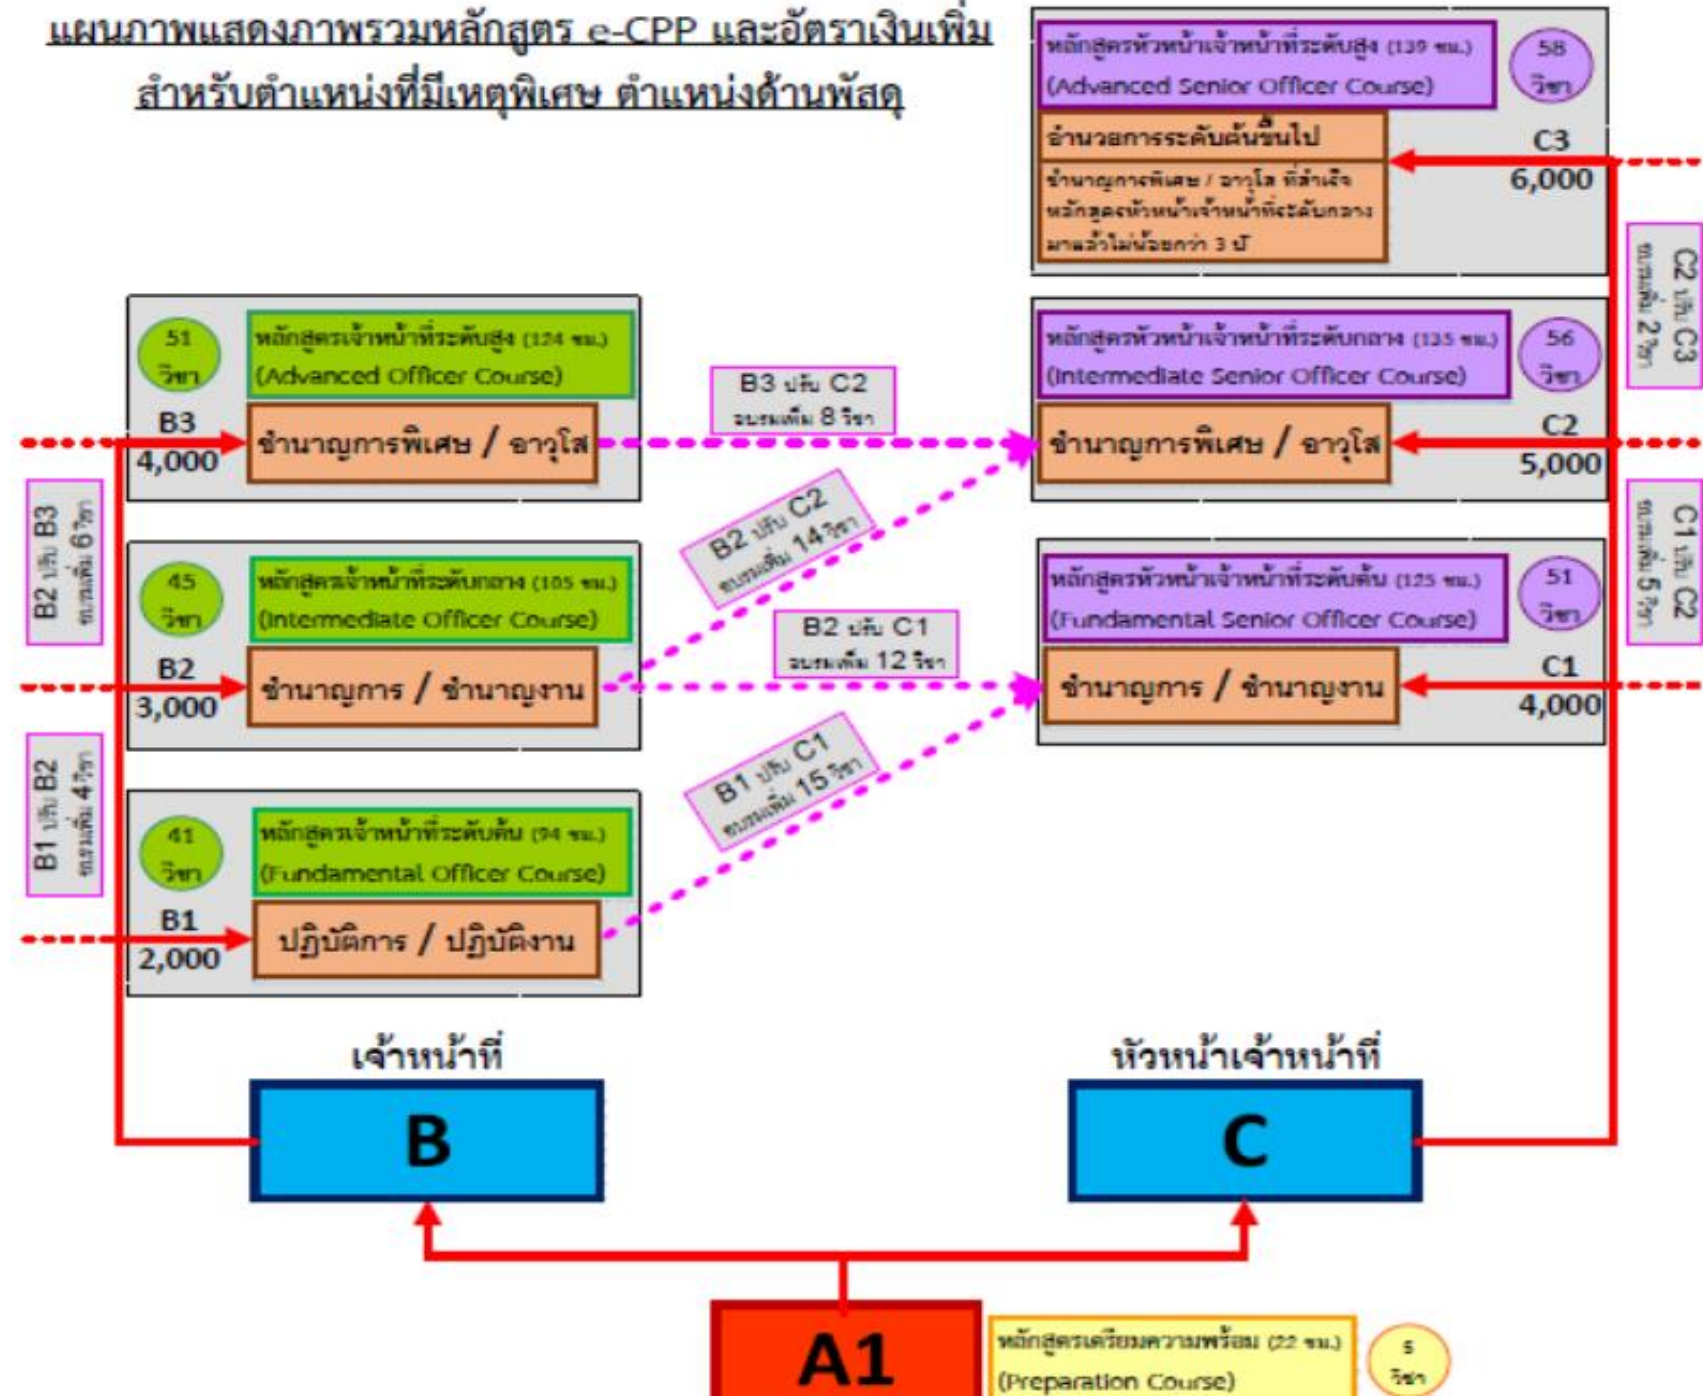 แผนภาพแสดงภาพรวมหลักสูตร e-CPP และอัตราเงินเพิ่ม
สำหรับตำแหน่งที่มีเหตุพิเศษ ตำแหน่งด้านพัสดุ
หลักสูตรหัวหน้าเจ้าหน้าที่ระดับสูง (139 ชม.)
(Advanced Senior Officer Course)
58
วิชา
อำนวยการระดับต้นขึ้นไป
ชำนาญการพิเศษ / อาวุโส ที่สำเร็จ
หลักสูตรหัวหน้าเจ้าหน้าที่ระดับกลาง
มาแล้วไม่น้อยกว่า 3 ปี
C3
6,000
C2 ปรับ C3
อบรมเพิ่ม 2 วิชา
51
วิชา
หลักสูตรเจ้าหน้าที่ระดับสูง (124 ชม.)
(Advanced Officer Course)
B3
4,000
ชำนาญการพิเศษ / อาวุโส
B3 ปรับ C2
อบรมเพิ่ม 8 วิชา
หลักสูตรหัวหน้าเจ้าหน้าที่ระดับกลาง (135 ชม.)
(Intermediate Senior Officer Course)
56
วิชา
ชำนาญการพิเศษ / อาวุโส
C2
5,000
B2 ปรับ B3
อบรมเพิ่ม 6 วิชา
B2 ปรับ C2
อบรมเพิ่ม 14 วิชา
C1 ปรับ C2
อบรมเพิ่ม 5 วิชา
45
วิชา
หลักสูตรเจ้าหน้าที่ระดับกลาง (105 ชม.)
(Intermediate Officer Course)
B2
3,000
ชำนาญการ / ชำนาญงาน
B2 ปรับ C1
อบรมเพิ่ม 12 วิชา
หลักสูตรหัวหน้าเจ้าหน้าที่ระดับต้น (125 ชม.)
(Fundamental Senior Officer Course)
51
วิชา
ชำนาญการ / ชำนาญงาน
C1
4,000
B1 ปรับ B2
อบรมเพิ่ม 4 วิชา
B1 ปรับ C1
อบรมเพิ่ม 15 วิชา
41
วิชา
หลักสูตรเจ้าหน้าที่ระดับต้น (94 ชม.)
(Fundamental Officer Course)
B1
2,000
ปฏิบัติการ / ปฏิบัติงาน
เจ้าหน้าที่
หัวหน้าเจ้าหน้าที่
B
C
A1
หลักสูตรเตรียมความพร้อม (22 ชม.)
(Preparation Course)
5
วิชา